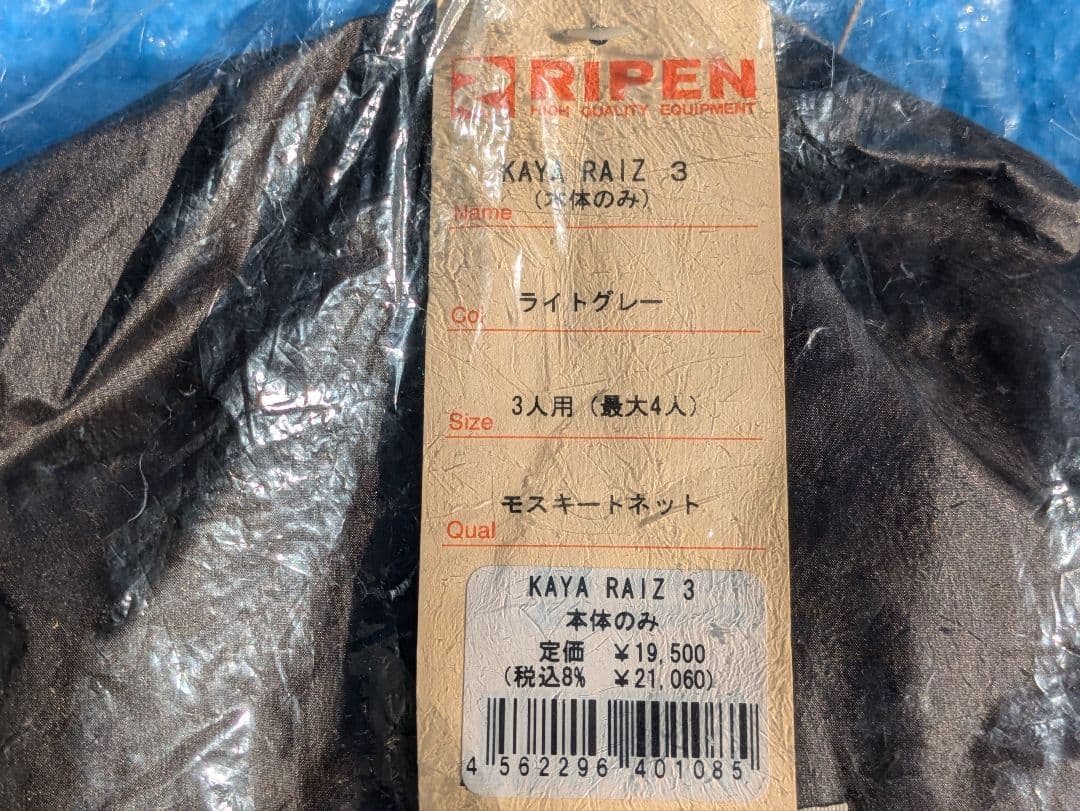 RIPEN
HIGH QUALITY EQUIPMENT
KAYA RAIZ 3
(本体のみ)
Name
ライトグレー
Col
3人用(最大4人)
Size
モスキートネット
Qual
KAYA RAIZ 3
本体のみ
定価 ¥19,500
(税込8% ¥21,060)
4 562296 401085